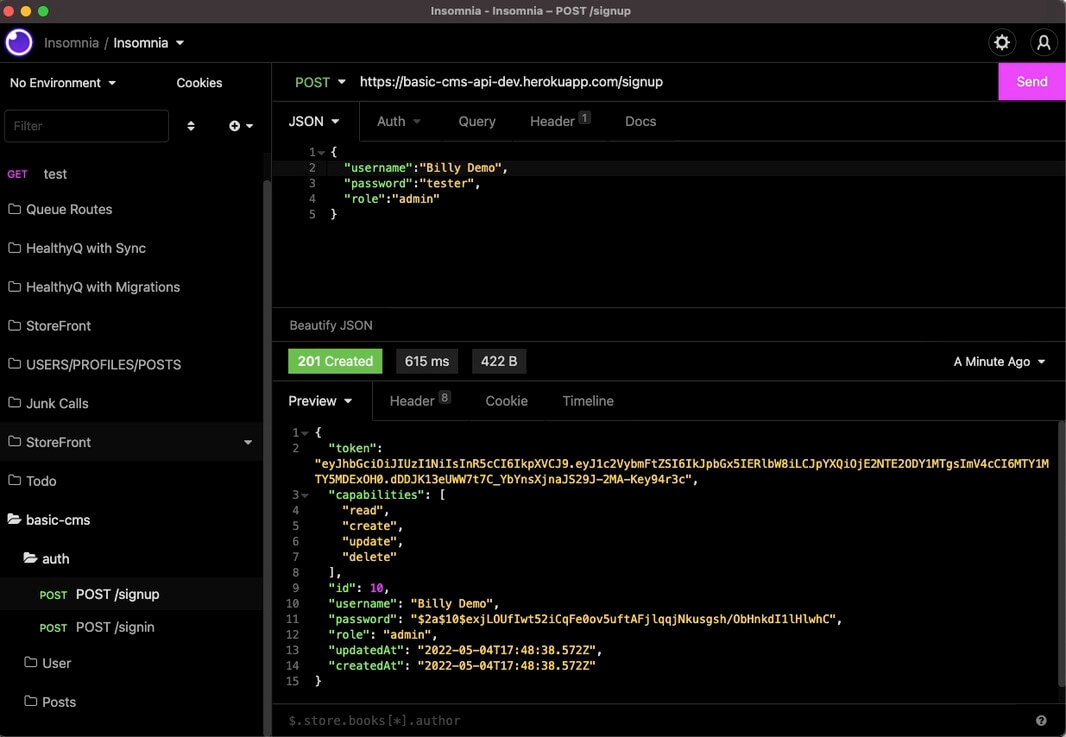 Insomnia - Insomnia – POST /signup
Insomnia / Insomnia
No Environment
Cookies
Filter
GET test
Queue Routes
HealthyQ with Sync
HealthyQ with Migrations
StoreFront
USERS/PROFILES/POSTS
Junk Calls
StoreFront
Todo
basic-cms
auth
POST POST /signup
POST POST /signin
User
Posts
POST https://basic-cms-api-dev.herokuapp.com/signup Send
JSON Auth Query Header 1 Docs
1 {
2 "username":"Billy Demo",
3 "password":"tester",
4 "role":"admin"
5 }
Beautify JSON
201 Created 615 ms 422 B A Minute Ago
Preview Header 8 Cookie Timeline
1 {
2 "token":
"eyJhbGciOiJIUzI1NiIsInR5cCI6IkpXVCJ9.eyJ1c2VybmFtZSI6IkJpbGx5IERlbW8iLCJpYXQiOjE2NTE2ODY1MTgsImV4cCI6MTY1M
TY5MDExOH0.dDDJK13eUWW7t7C_YbYnsXjnaJS29J-2MA-Key94r3c",
3 "capabilities": [
4 "read",
5 "create",
6 "update",
7 "delete"
8 ],
9 "id": 10,
10 "username": "Billy Demo",
11 "password": "$2a$10$exjLOUfIwt52iCqFe0ov5uftAFjlqqjNkusgsh/ObHnkdI1lHlwhC",
12 "role": "admin",
13 "updatedAt": "2022-05-04T17:48:38.572Z",
14 "createdAt": "2022-05-04T17:48:38.572Z"
15 }
$.store.books[*].author